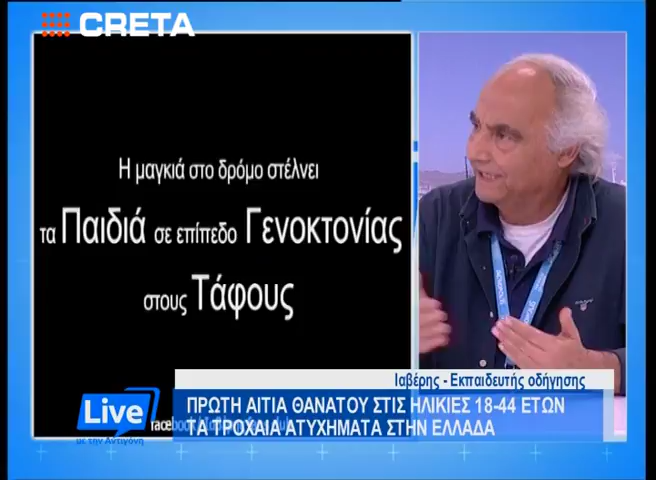 CRETA
Η μαγκιά στο δρόμο στέλνει
τα Παιδιά σε επίπεδο Γενοκτονίας
στους Τάφους
Ιαβέρης - Εκπαιδευτής οδήγησης
Live
με την Αντιγόνη
ΠΡΩΤΗ ΑΙΤΙΑ ΘΑΝΑΤΟΥ ΣΤΙΣ ΗΛΙΚΙΕΣ 18-44 ΕΤΩΝ
ΤΑ ΤΡΟΧΑΙΑ ΑΤΥΧΗΜΑΤΑ ΣΤΗΝ ΕΛΛΑΔΑ